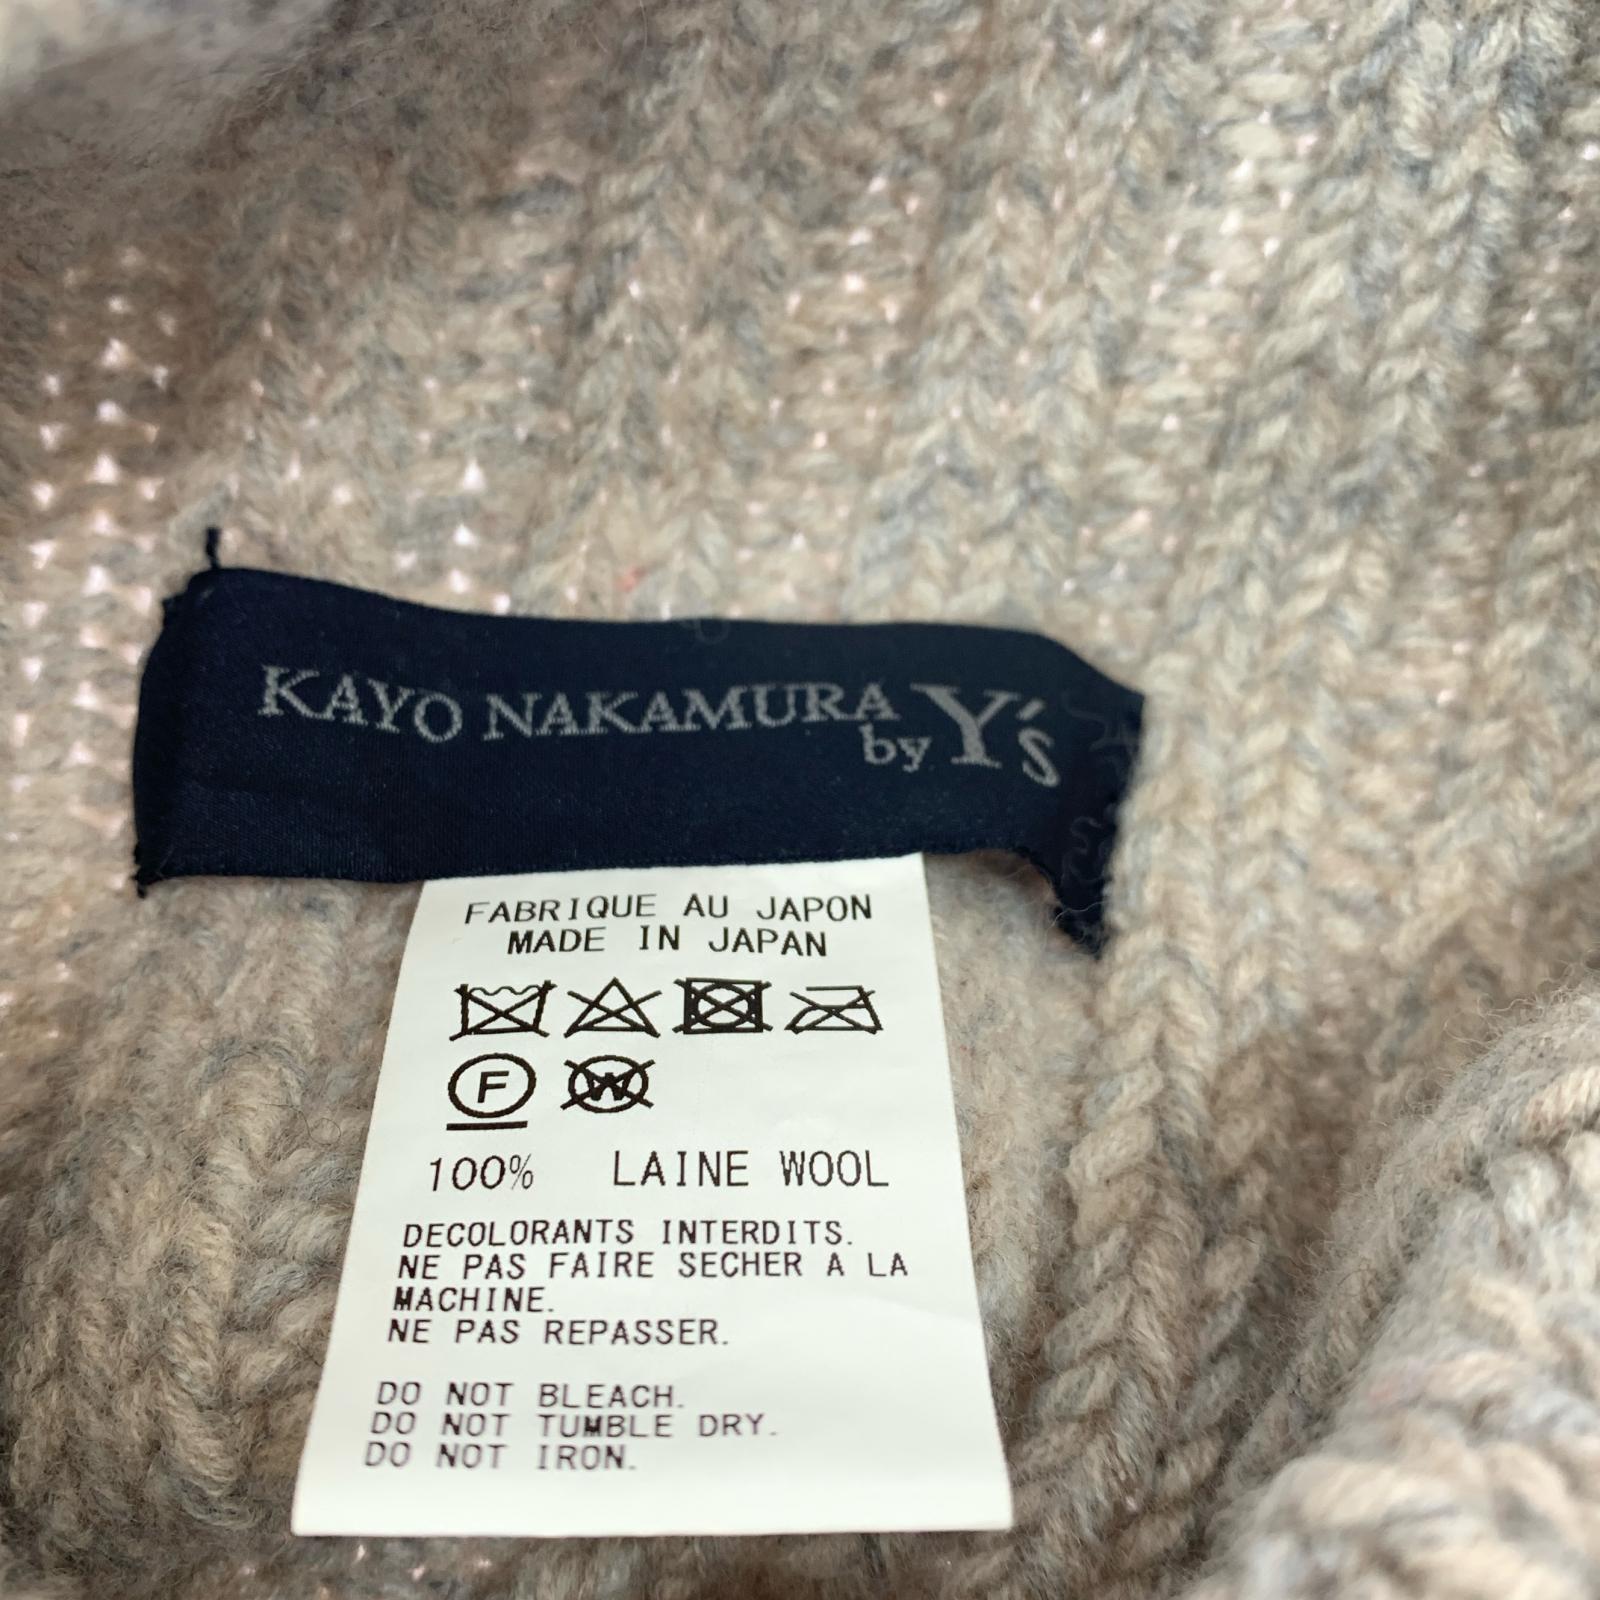 KAYO NAKAMURA
by Y's
FABRIQUE AU JAPON
MADE IN JAPAN
F W
100% LAINE WOOL
DECOLORANTS INTERDITS.
NE PAS FAIRE SECHER A LA
MACHINE.
NE PAS REPASSER.
DO NOT BLEACH.
DO NOT TUMBLE DRY.
DO NOT IRON.